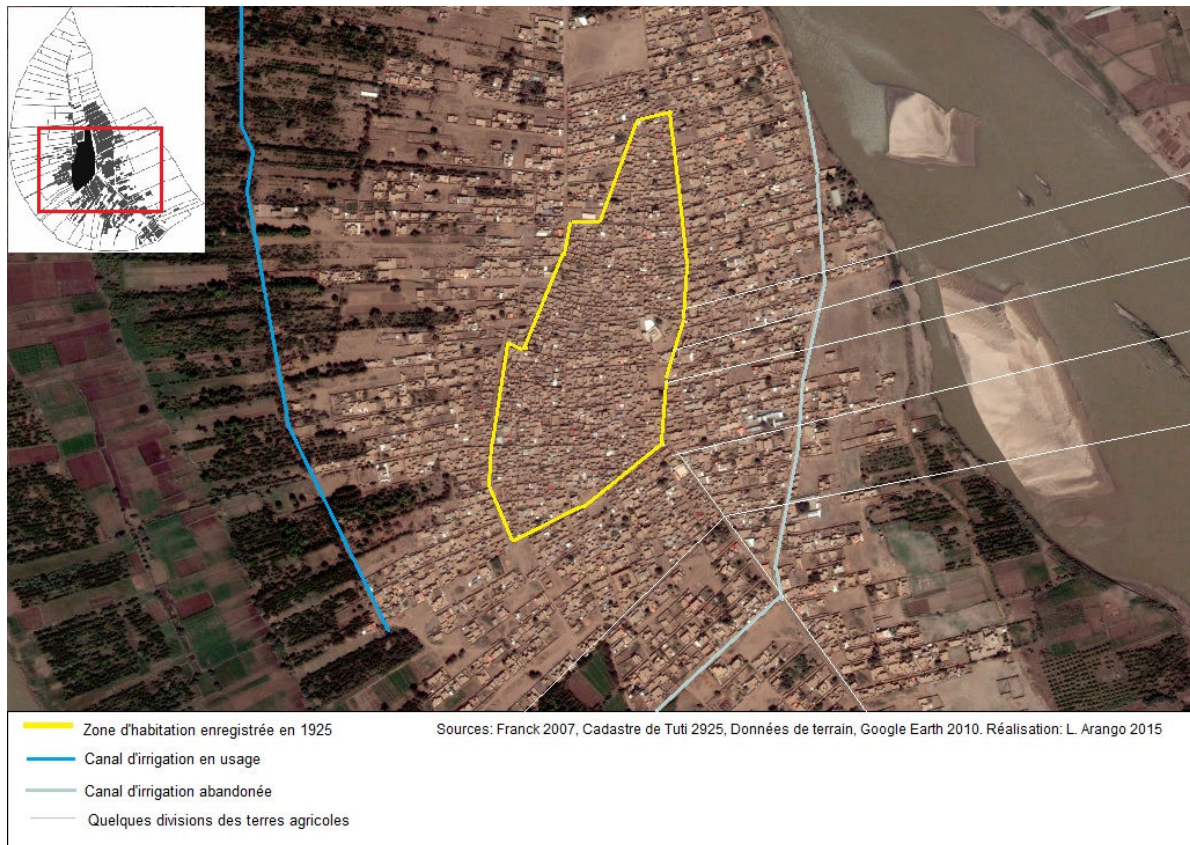 Zone d'habitation enregistrée en 1925
Sources: Franck 2007, Cadastre de Tuti 2925, Données de terrain, Google Earth 2010. Réalisation: L. Arango 2015
Canal d'irrigation en usage
Canal d'irrigation abandonée
Quelques divisions des terres agricoles